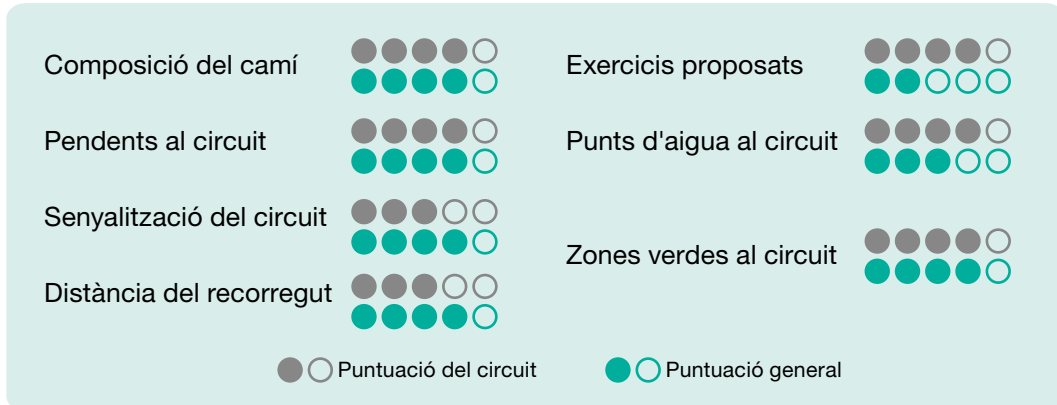 Composició del camí
Pendents al circuit
Senyalització del circuit
Distància del recorregut
Exercicis proposats
Punts d'aigua al circuit
Zones verdes al circuit
Puntuació del circuit
Puntuació general